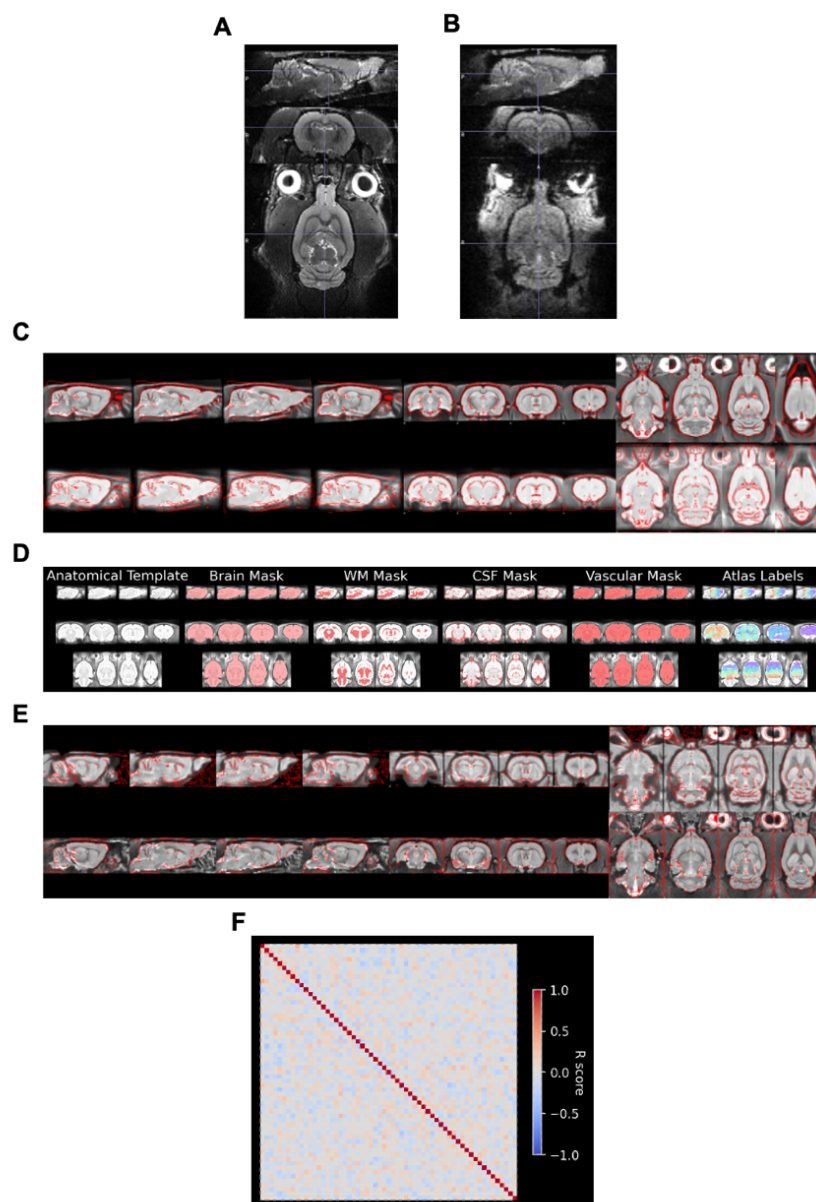 A
B
C
D
Anatomical Template Brain Mask WM Mask CSF Mask Vascular Mask Atlas Labels
E
F
1.0
0.5
0.0
−0.5
−1.0
R score